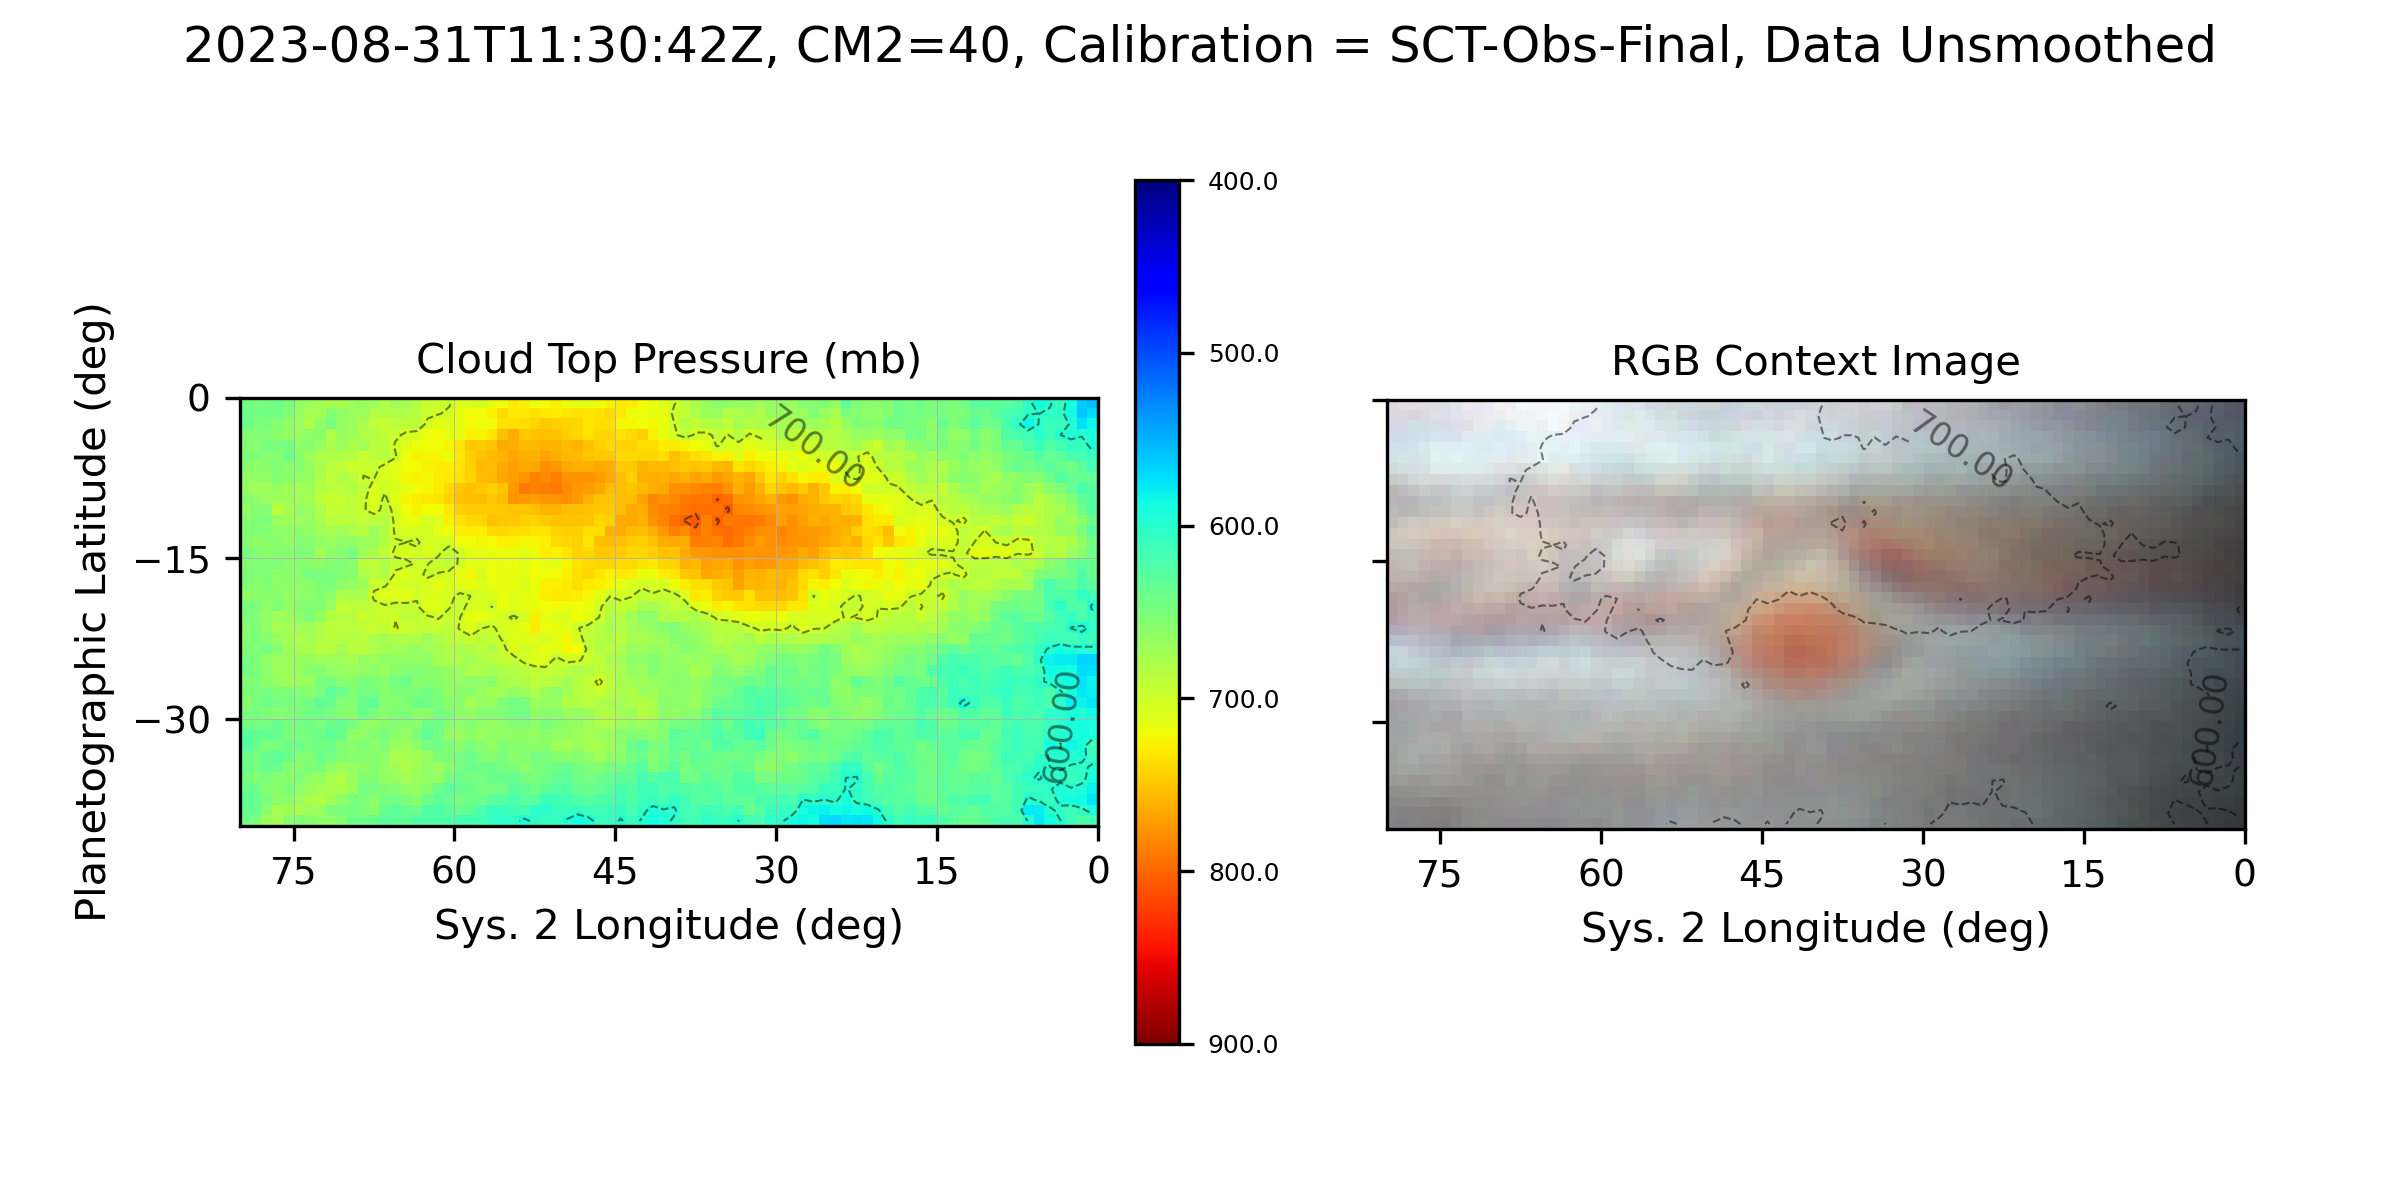 2023-08-31T11:30:42Z, CM2=40, Calibration = SCT-Obs-Final, Data Unsmoothed
Cloud Top Pressure (mb)
Planetographic Latitude (deg)
0
−15
−30
700.00
600.00
75 60 45 30 15 0
Sys. 2 Longitude (deg)
400.0
500.0
600.0
700.0
800.0
900.0
RGB Context Image
700.00
600.00
75 60 45 30 15 0
Sys. 2 Longitude (deg)